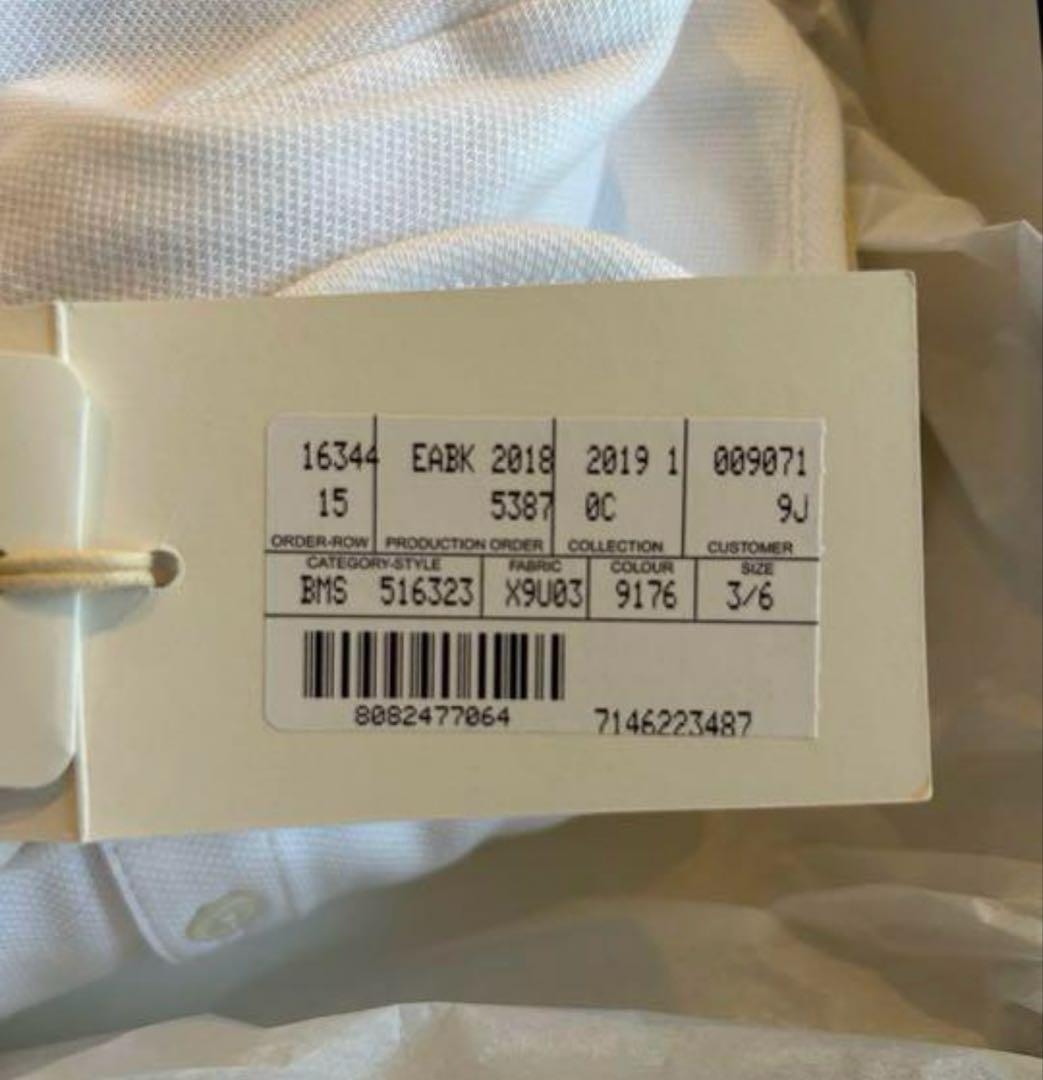 16344 EABK 2018 2019 1 009071
15 5387 0C 9J
ORDER-ROW PRODUCTION ORDER COLLECTION CUSTOMER
CATEGORY-STYLE FABRIC COLOUR SIZE
BMS 516323 X9U03 9176 3/6
8082477064 7146223487